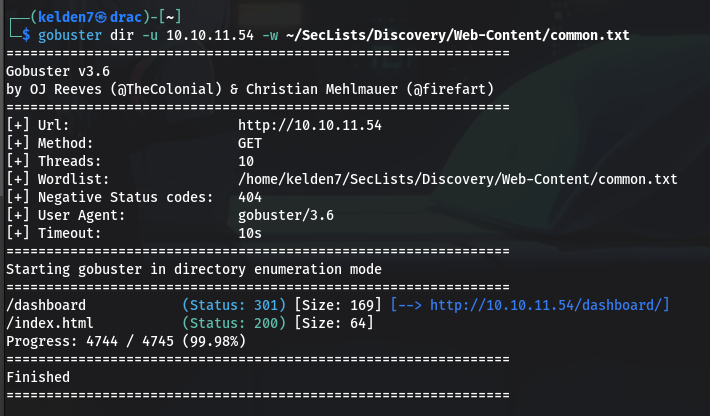 ┌──(kelden7㉿drac)-[~]
└─$ gobuster dir -u 10.10.11.54 -w ~/SecLists/Discovery/Web-Content/common.txt
===============================================================
Gobuster v3.6
by OJ Reeves (@TheColonial) & Christian Mehlmauer (@firefart)
===============================================================
[+] Url:                     http://10.10.11.54
[+] Method:                  GET
[+] Threads:                 10
[+] Wordlist:                /home/kelden7/SecLists/Discovery/Web-Content/common.txt
[+] Negative Status codes:   404
[+] User Agent:              gobuster/3.6
[+] Timeout:                 10s
===============================================================
Starting gobuster in directory enumeration mode
===============================================================
/dashboard            (Status: 301) [Size: 169] [--> http://10.10.11.54/dashboard/]
/index.html           (Status: 200) [Size: 64]
Progress: 4744 / 4745 (99.98%)
===============================================================
Finished
===============================================================